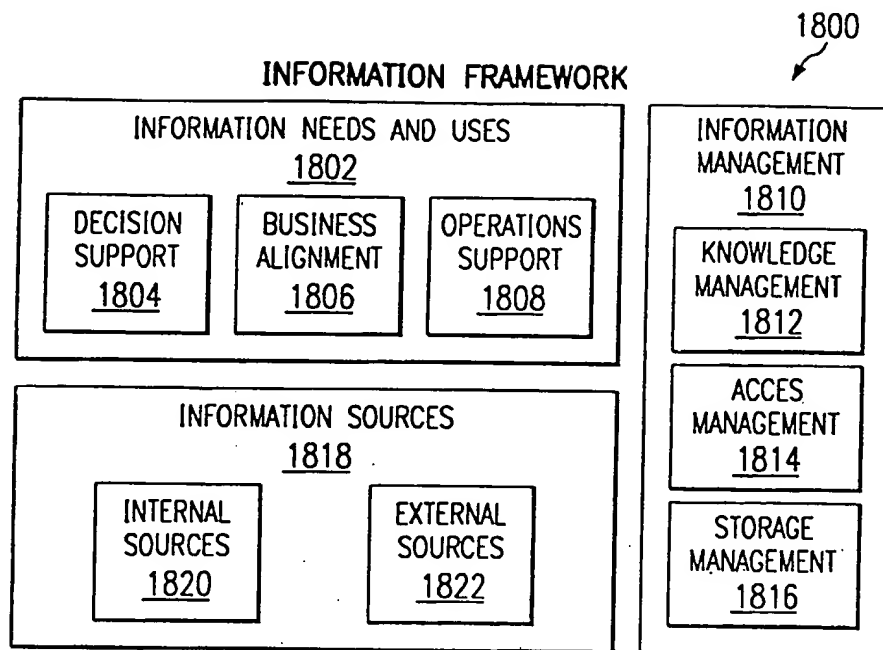 1800
INFORMATION FRAMEWORK
INFORMATION NEEDS AND USES
1802
DECISION
SUPPORT
1804
BUSINESS
ALIGNMENT
1806
OPERATIONS
SUPPORT
1808
INFORMATION
MANAGEMENT
1810
KNOWLEDGE
MANAGEMENT
1812
ACCES
MANAGEMENT
1814
STORAGE
MANAGEMENT
1816
INFORMATION SOURCES
1818
INTERNAL
SOURCES
1820
EXTERNAL
SOURCES
1822